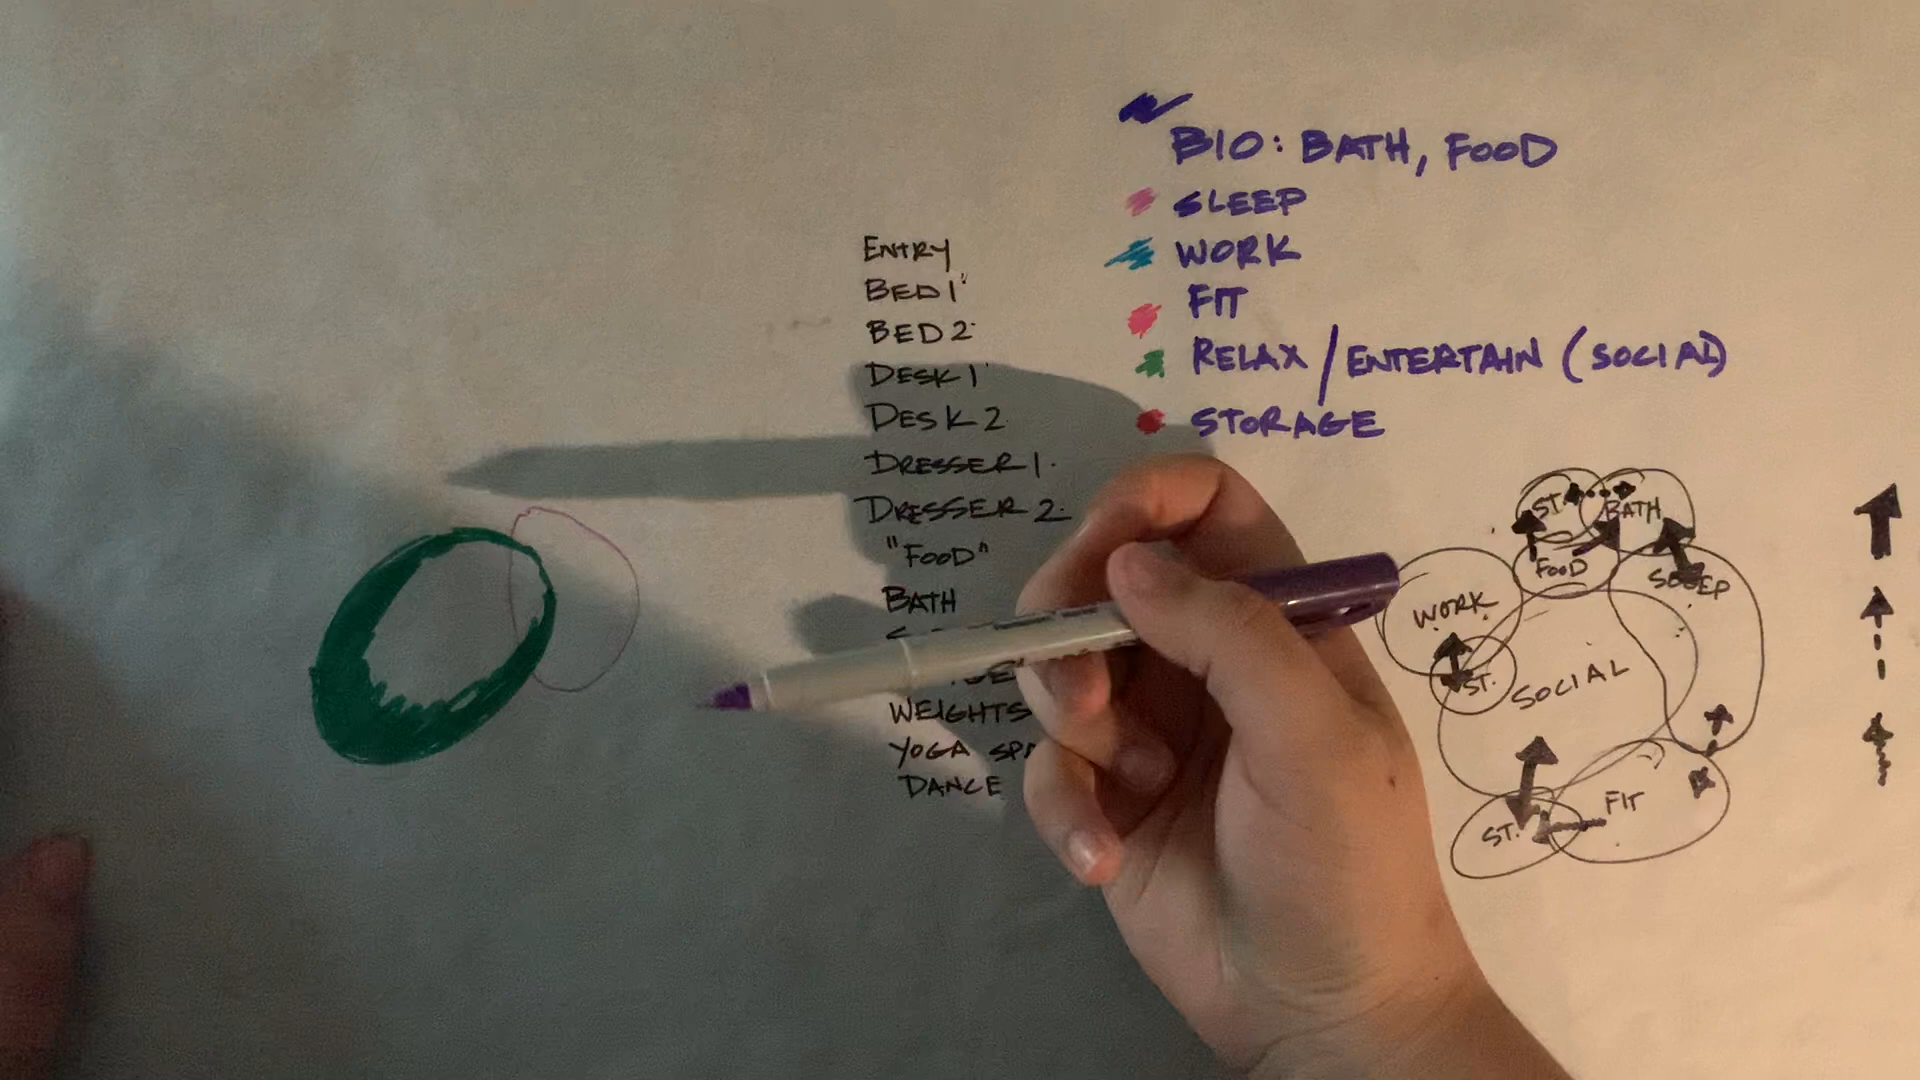 ENTRY
BED 1
BED 2
DESK 1
DESK 2
DRESSER 1
DRESSER 2
"FOOD"
BATH
WEIGHTS
YOGA
DANCE
BIO: BATH, FOOD
SLEEP
WORK
FIT
RELAX / ENTERTAIN (SOCIAL)
STORAGE
ST.
BATH
FOOD
SLEEP
WORK
ST.
SOCIAL
FIT
ST.